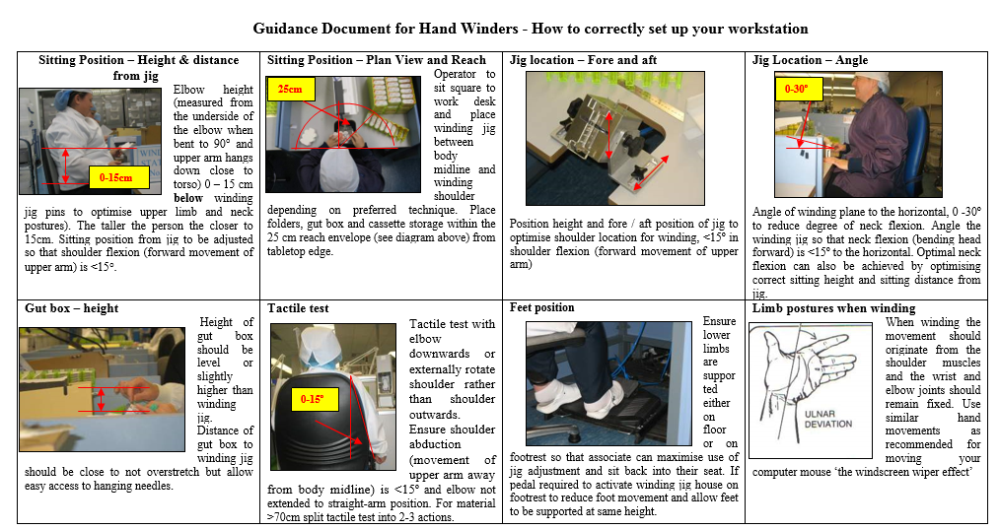 Guidance Document for Hand Winders - How to correctly set up your workstation
Sitting Position – Height & distance
from jig
0-15cm
Elbow height
(measured from
the underside of
the elbow when
bent to 90° and
upper arm hangs
down close to
torso) 0 – 15 cm
below winding
jig pins to optimise upper limb and neck
postures). The taller the person the closer to
15cm. Sitting position from jig to be adjusted
so that shoulder flexion (forward movement of
upper arm) is <15°.
Sitting Position – Plan View and Reach
25cm
Operator to
sit square to
work desk
and place
winding jig
between
body
midline and
winding
shoulder
depending on preferred technique. Place
folders, gut box and cassette storage within the
25 cm reach envelope (see diagram above) from
tabletop edge.
Jig location – Fore and aft
Position height and fore / aft position of jig to
optimise shoulder location for winding, <15° in
shoulder flexion (forward movement of upper
arm)
Jig Location – Angle
0-30°
Angle of winding plane to the horizontal, 0 -30°
to reduce degree of neck flexion. Angle the
winding jig so that neck flexion (bending head
forward) is <15° to the horizontal. Optimal neck
flexion can also be achieved by optimising
correct sitting height and sitting distance from
jig.
Gut box – height
Height of
gut box
should be
level or
slightly
higher than
winding
jig.
Distance of
gut box to
winding jig
should be close to not overstretch but allow
easy access to hanging needles.
Tactile test
0-15°
Tactile test with
elbow
downwards or
externally rotate
shoulder rather
than shoulder
outwards.
Ensure shoulder
abduction
(movement of
upper arm away
from body midline) is <15° and elbow not
extended to straight-arm position. For material
>70cm split tactile test into 2-3 actions.
Feet position
Ensure
lower
limbs
are
suppor
ted
either
on
floor
or on
footrest so that associate can maximise use of
jig adjustment and sit back into their seat. If
pedal required to activate winding jig house on
footrest to reduce foot movement and allow feet
to be supported at same height.
Limb postures when winding
ULNAR
DEVIATION
When winding the
movement should
originate from the
shoulder muscles
and the wrist and
elbow joints should
remain fixed. Use
similar hand
movements as
recommended for
moving your
computer mouse ‘the windscreen wiper effect’